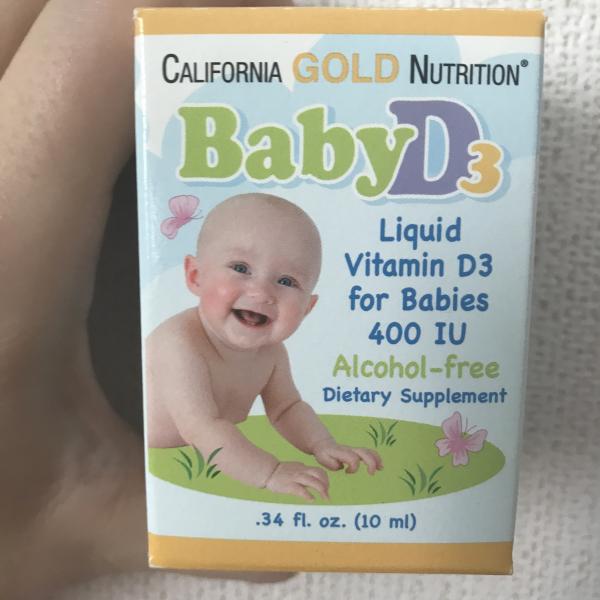 CALIFORNIA GOLD NUTRITION®
BabyD3
Liquid
Vitamin D3
for Babies
400 IU
Alcohol-free
Dietary Supplement
.34 fl. oz. (10 ml)